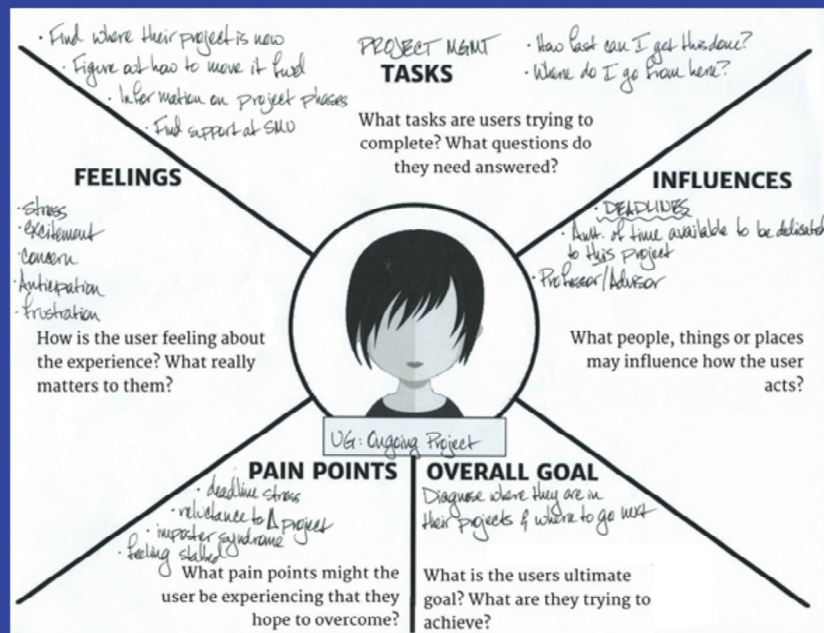 · Find where their project is now
· Figure out how to move it fwd
· Information on project phases
· Find support at SMU
PROJECT MGMT
TASKS
· How fast can I get this done?
· Where do I go from here?
What tasks are users trying to
complete? What questions do
they need answered?
FEELINGS
· Stress
· excitement
· concern
· Anticipation
· frustration
How is the user feeling about
the experience? What really
matters to them?
INFLUENCES
· DEADLINES
· Amt. of time available to be dedicated
to this project
· Professor/Advisor
What people, things or places
may influence how the user
acts?
UG: Ongoing Project
PAIN POINTS
· deadline stress
· reluctance to Δ project
· imposter syndrome
· feeling stalled
What pain points might the
user be experiencing that they
hope to overcome?
OVERALL GOAL
Diagnose where they are in
their projects & where to go next
What is the users ultimate
goal? What are they trying to
achieve?